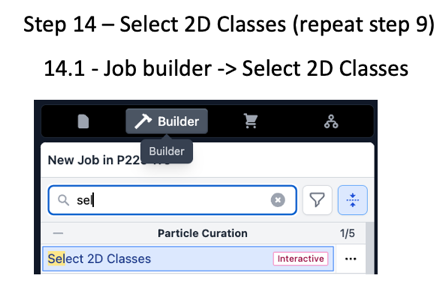 Step 14 – Select 2D Classes (repeat step 9)
14.1 - Job builder -> Select 2D Classes
Builder
Builder
New Job in
sel
Particle Curation 1/5
Select 2D Classes Interactive